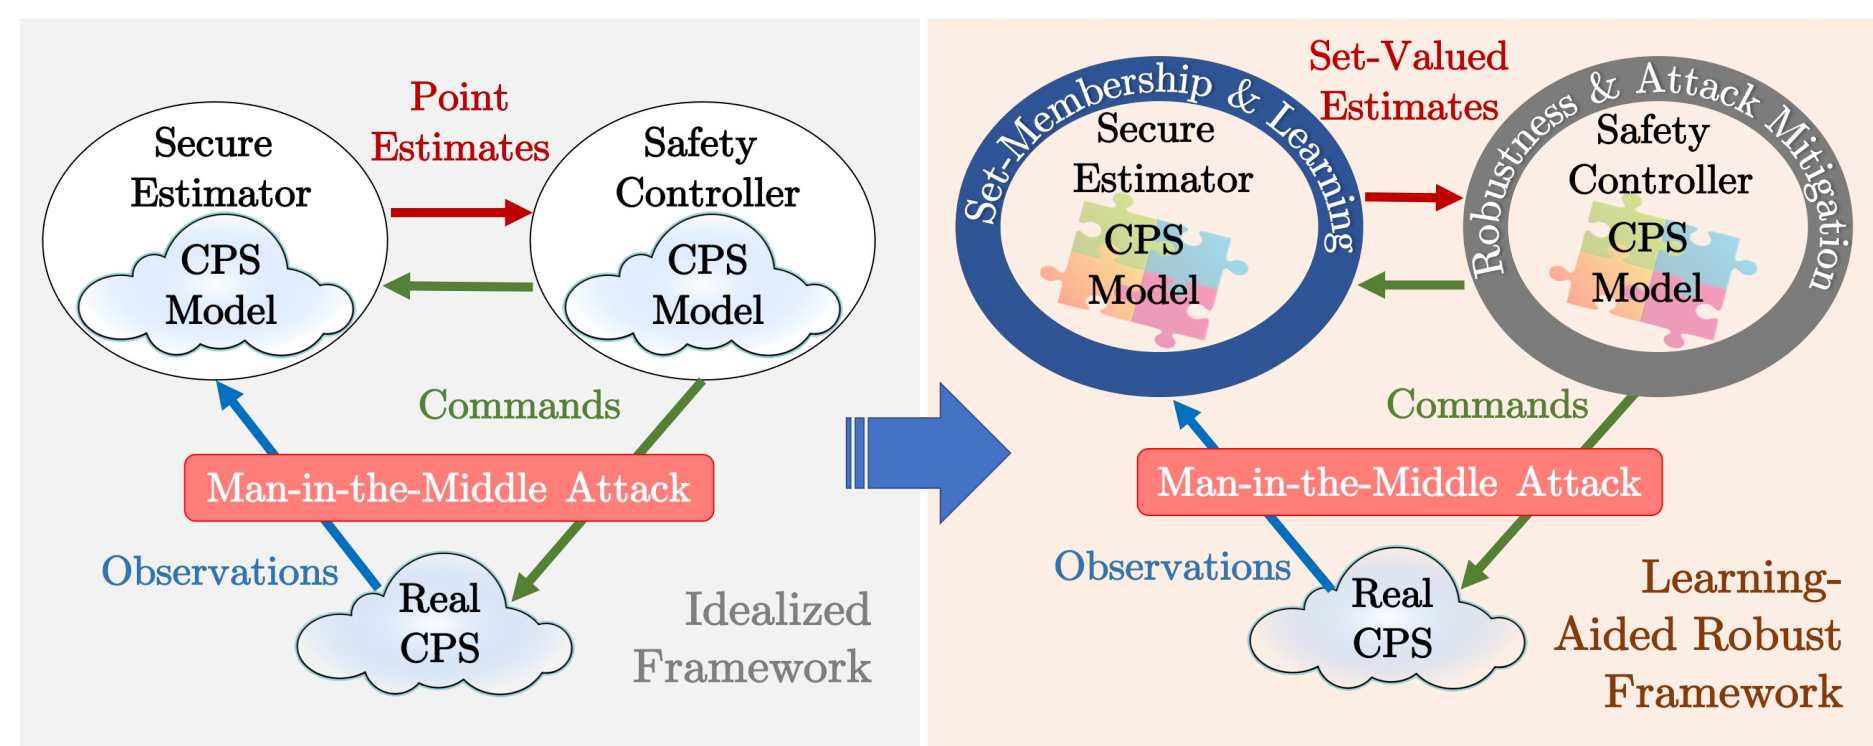 Point
Estimates
Secure
Estimator
CPS
Model
Safety
Controller
CPS
Model
Commands
Man-in-the-Middle Attack
Observations
Real
CPS
Idealized
Framework
Set-Membership & Learning
Secure
Estimator
CPS
Model
Set-Valued
Estimates
Robustness & Attack Mitigation
Safety
Controller
CPS
Model
Commands
Man-in-the-Middle Attack
Observations
Real
CPS
Learning-
Aided Robust
Framework